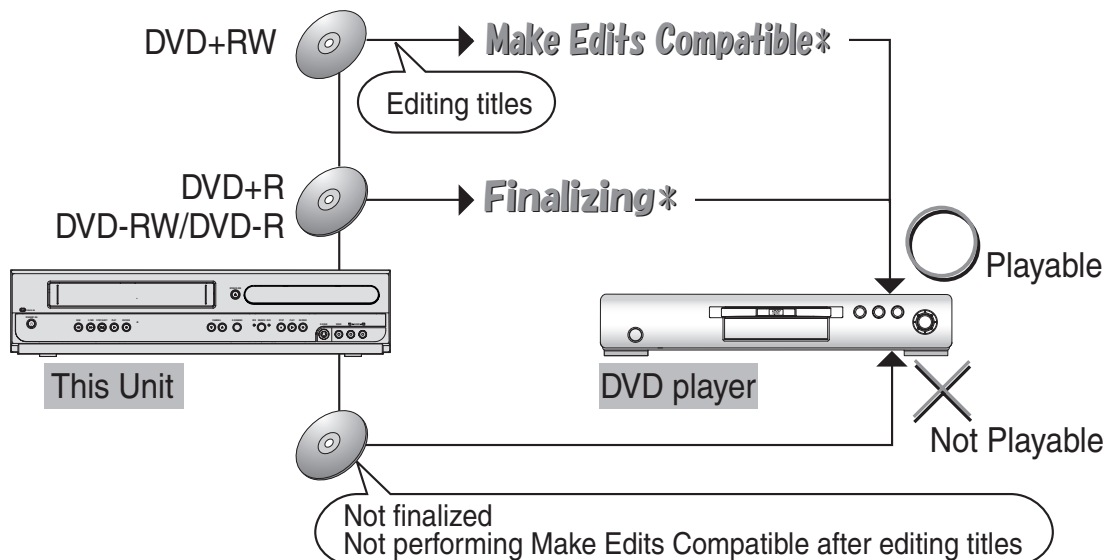 DVD+RW
Make Edits Compatible*
Editing titles
DVD+R
DVD-RW/DVD-R
Finalizing*
Playable
This Unit
DVD player
Not Playable
Not finalized
Not performing Make Edits Compatible after editing titles